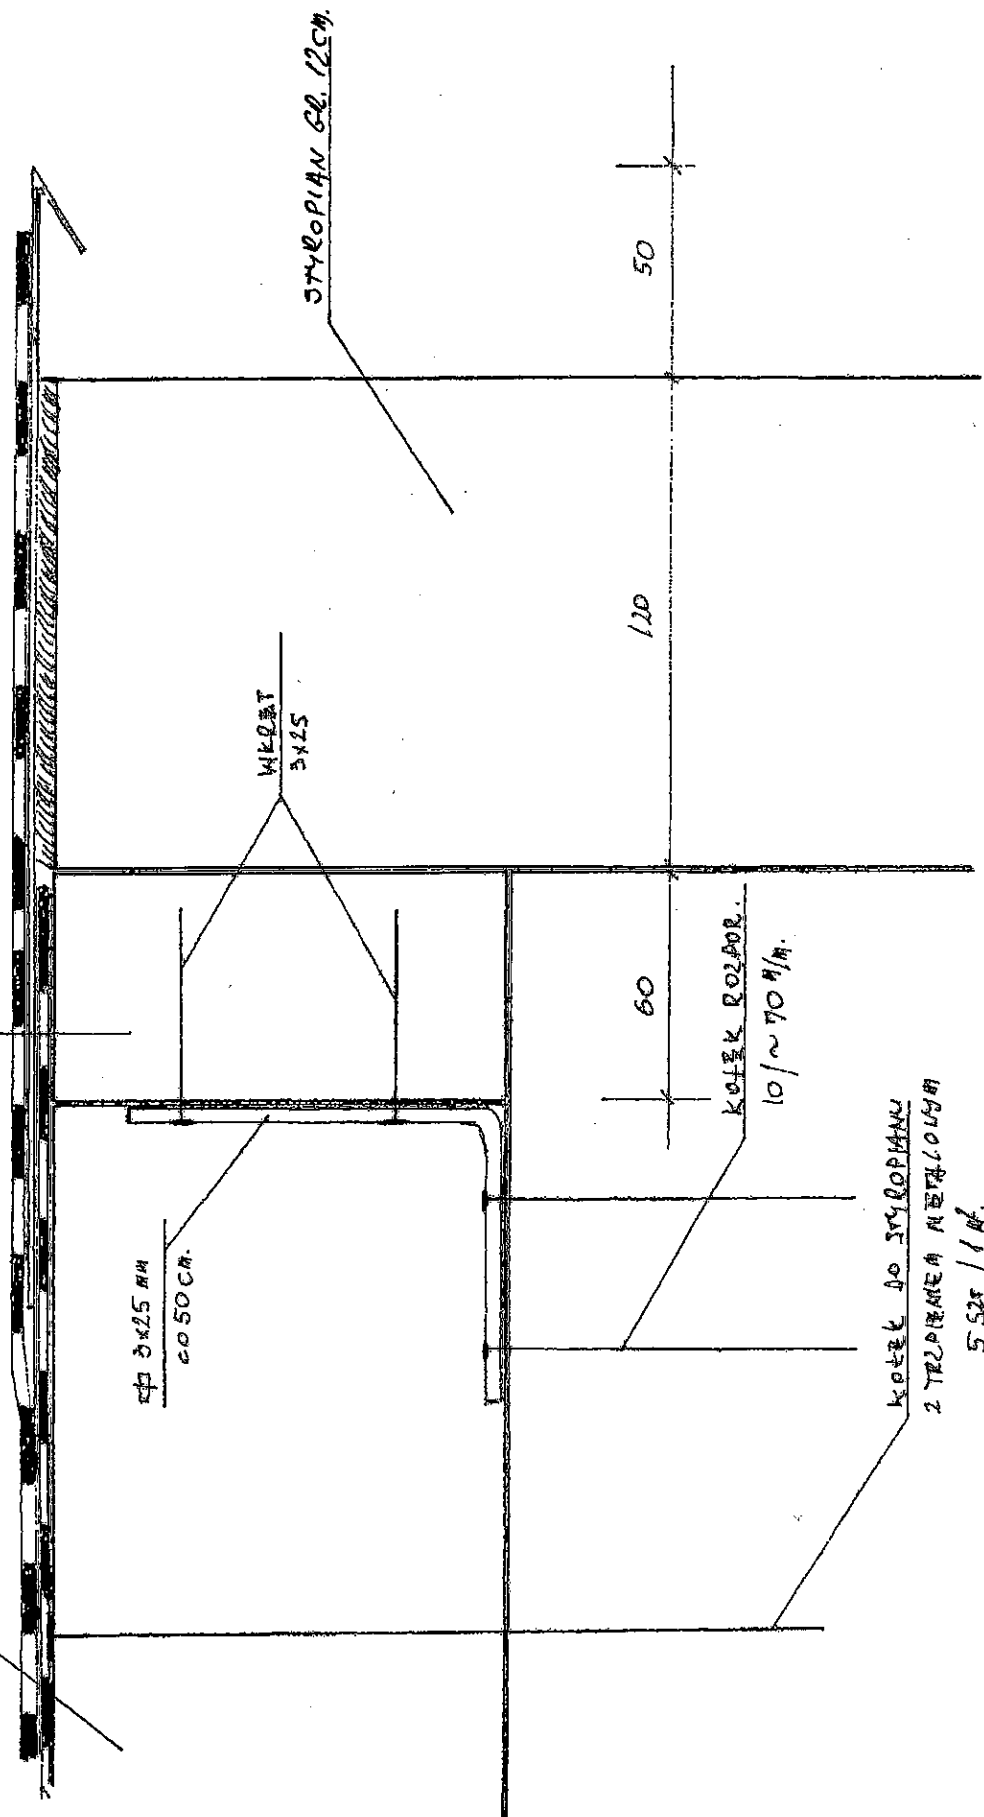 STYROPIAN GR. 12CM.
WKRĘT
3x25
3x25 MM
CO 50 CM.
50
120
60
KOŁEK ROZPOR.
10/~70 M/M.
KOŁEK DO STYROPIANU
Z TRZPIENIEM METALOWYM
5 SZT / 1 M².